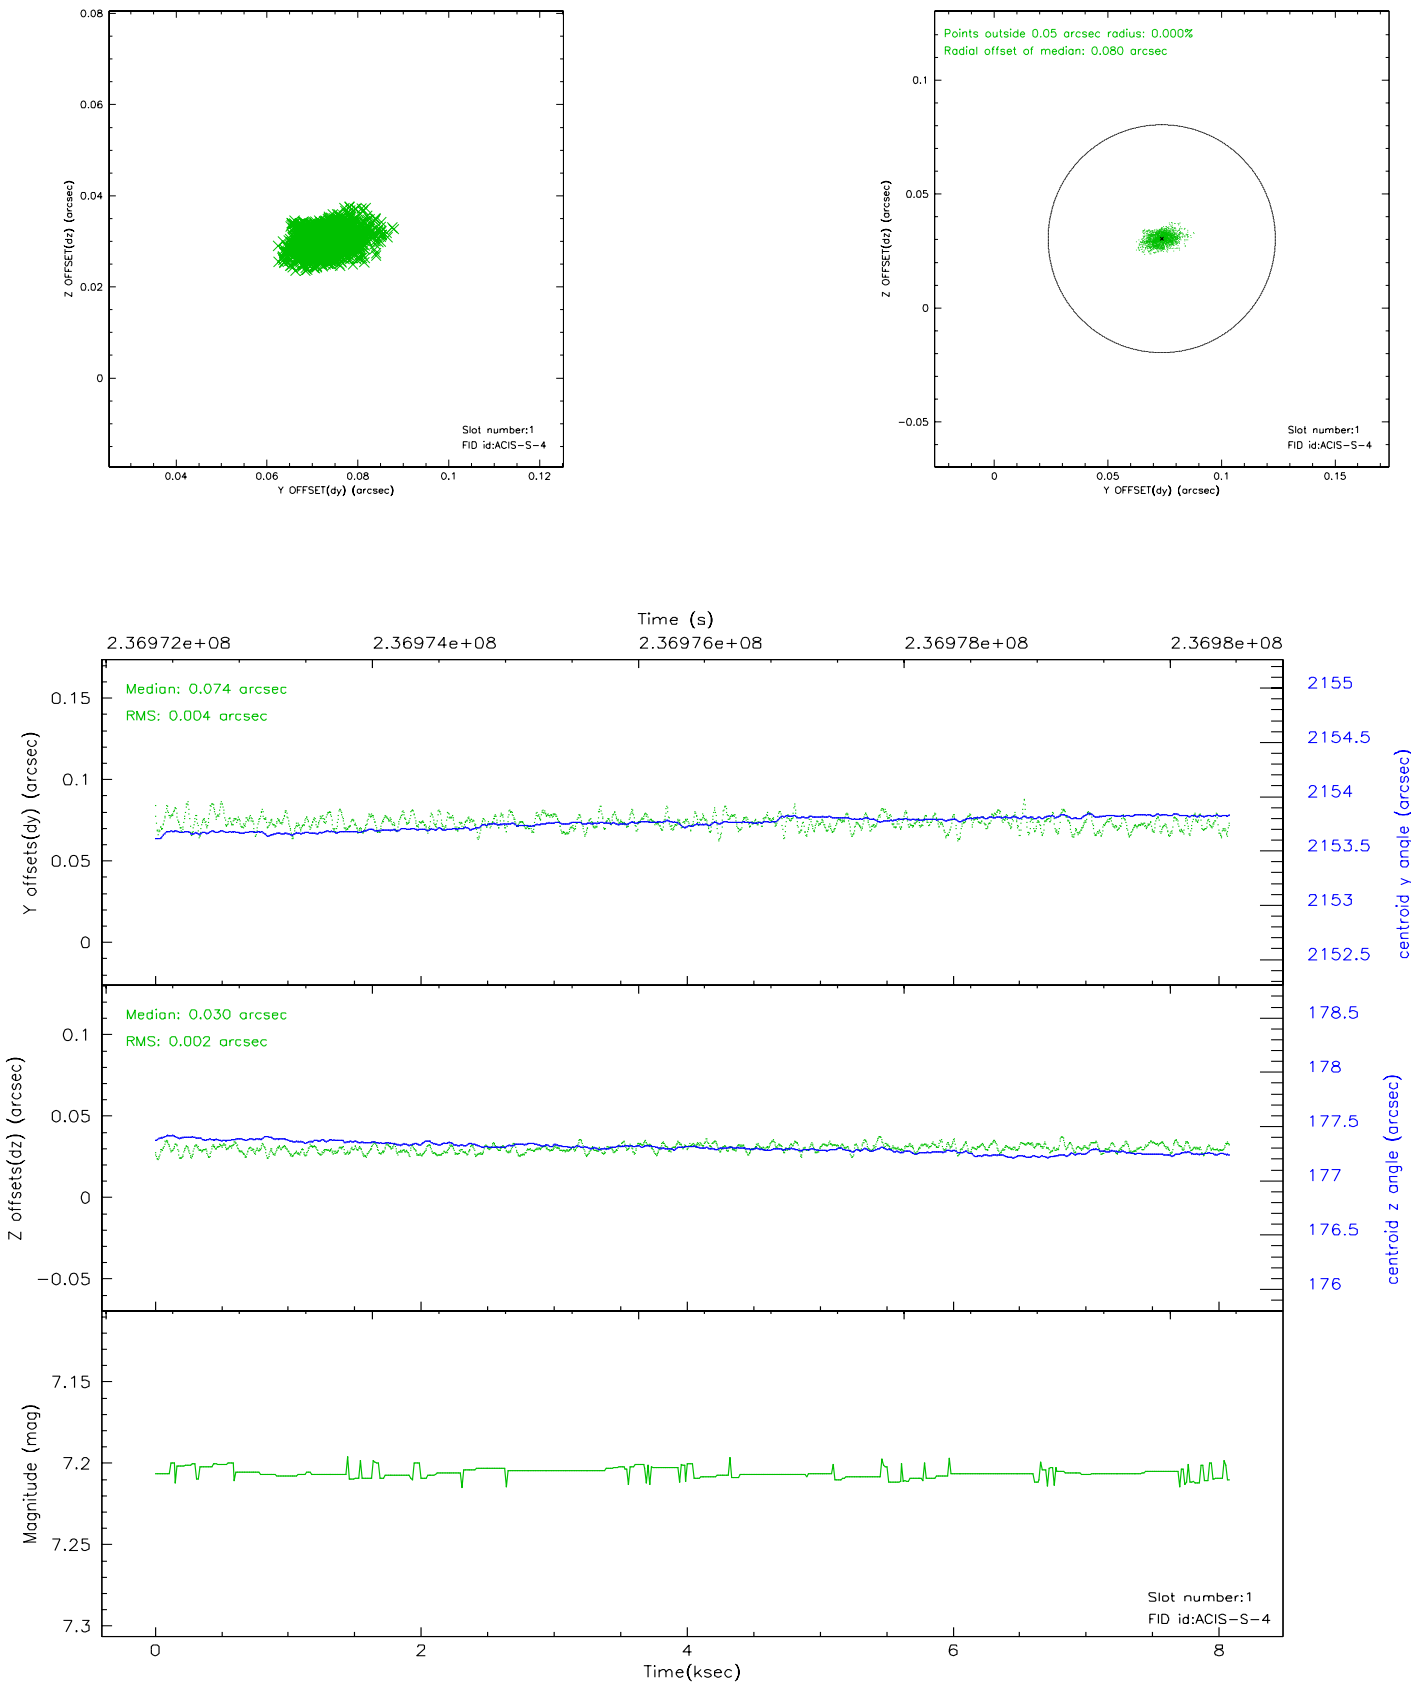 0.08
0.06
0.04
0.02
0
Z OFFSET(dz) (arcsec)
0.04 0.06 0.08 0.1 0.12
Y OFFSET(dy) (arcsec)
Slot number:1
FID id:ACIS-S-4
Points outside 0.05 arcsec radius: 0.000%
Radial offset of median: 0.080 arcsec
0.1
0.05
0
-0.05
Z OFFSET(dz) (arcsec)
0 0.05 0.1 0.15
Y OFFSET(dy) (arcsec)
Slot number:1
FID id:ACIS-S-4
Time (s)
2.36972e+08 2.36974e+08 2.36976e+08 2.36978e+08 2.3698e+08
Median: 0.074 arcsec
RMS: 0.004 arcsec
0.15
0.1
0.05
0
Y offsets(dy) (arcsec)
2155
2154.5
2154
2153.5
2153
2152.5
centroid y angle (arcsec)
Median: 0.030 arcsec
RMS: 0.002 arcsec
0.1
0.05
0
-0.05
Z offsets(dz) (arcsec)
178.5
178
177.5
177
176.5
176
centroid z angle (arcsec)
7.15
7.2
7.25
7.3
Magnitude (mag)
Slot number:1
FID id:ACIS-S-4
0 2 4 6 8
Time(ksec)